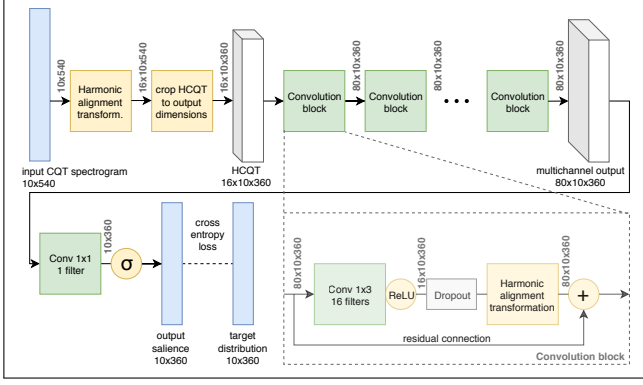 10x540
Harmonic
alignment
transform.
16x10x540
crop HCQT
to output
dimensions
16x10x360
Convolution
block
80x10x360
Convolution
block
80x10x360
• • •
Convolution
block
80x10x360
input CQT spectrogram
10x540
HCQT
16x10x360
multichannel output
80x10x360
Conv 1x1
1 filter
10x360
σ
cross
entropy
loss
output
salience
10x360
target
distribution
10x360
80x10x360
Conv 1x3
16 filters
ReLU
16x10x360
Dropout
Harmonic
alignment
transformation
80x10x360
+
residual connection
Convolution block